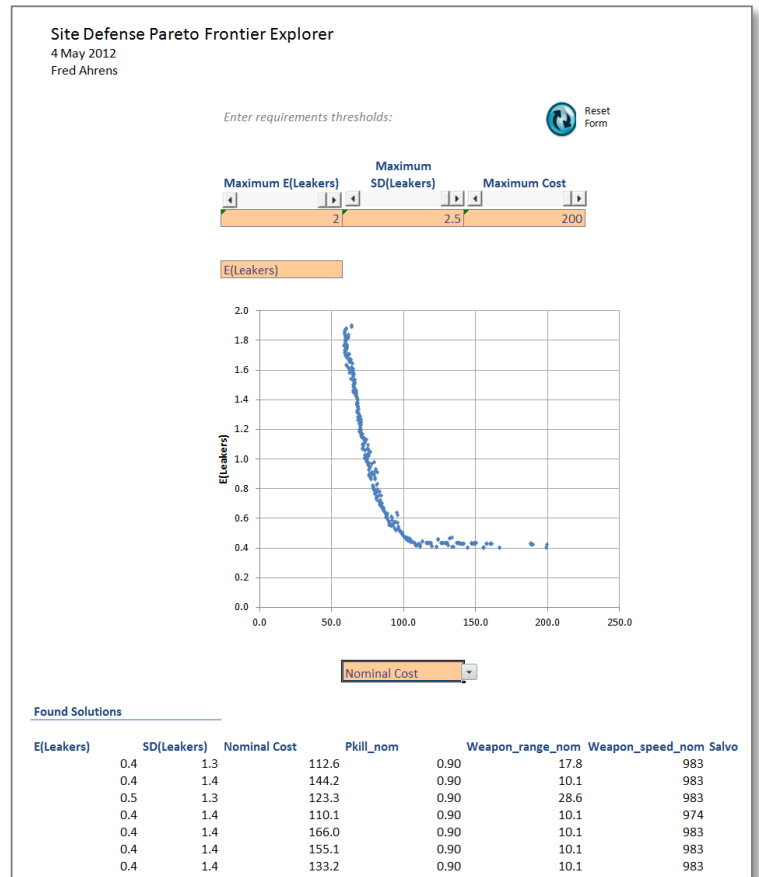 Site Defense Pareto Frontier Explorer
4 May 2012
Fred Ahrens
Enter requirements thresholds:
Reset
Form
Maximum E(Leakers) Maximum SD(Leakers) Maximum Cost
2 2.5 200
E(Leakers)
2.0
1.8
1.6
1.4
1.2
1.0
0.8
0.6
0.4
0.2
0.0
E(Leakers)
0.0 50.0 100.0 150.0 200.0 250.0
Nominal Cost
Found Solutions
E(Leakers) SD(Leakers) Nominal Cost Pkill_nom Weapon_range_nom Weapon_speed_nom Salvo
0.4 1.3 112.6 0.90 17.8 983
0.4 1.4 144.2 0.90 10.1 983
0.5 1.3 123.3 0.90 28.6 983
0.4 1.4 110.1 0.90 10.1 974
0.4 1.4 166.0 0.90 10.1 983
0.4 1.4 155.1 0.90 10.1 983
0.4 1.4 133.2 0.90 10.1 983